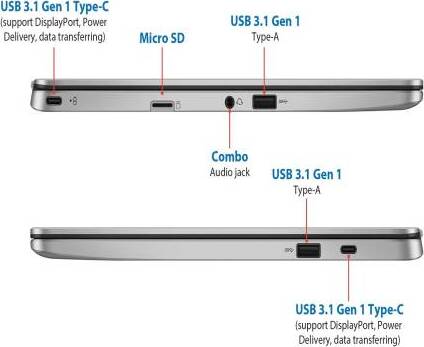 USB 3.1 Gen 1 Type-C
(support DisplayPort, Power
Delivery, data transferring)
Micro SD
USB 3.1 Gen 1
Type-A
Combo
Audio jack
USB 3.1 Gen 1
Type-A
USB 3.1 Gen 1 Type-C
(support DisplayPort, Power
Delivery, data transferring)